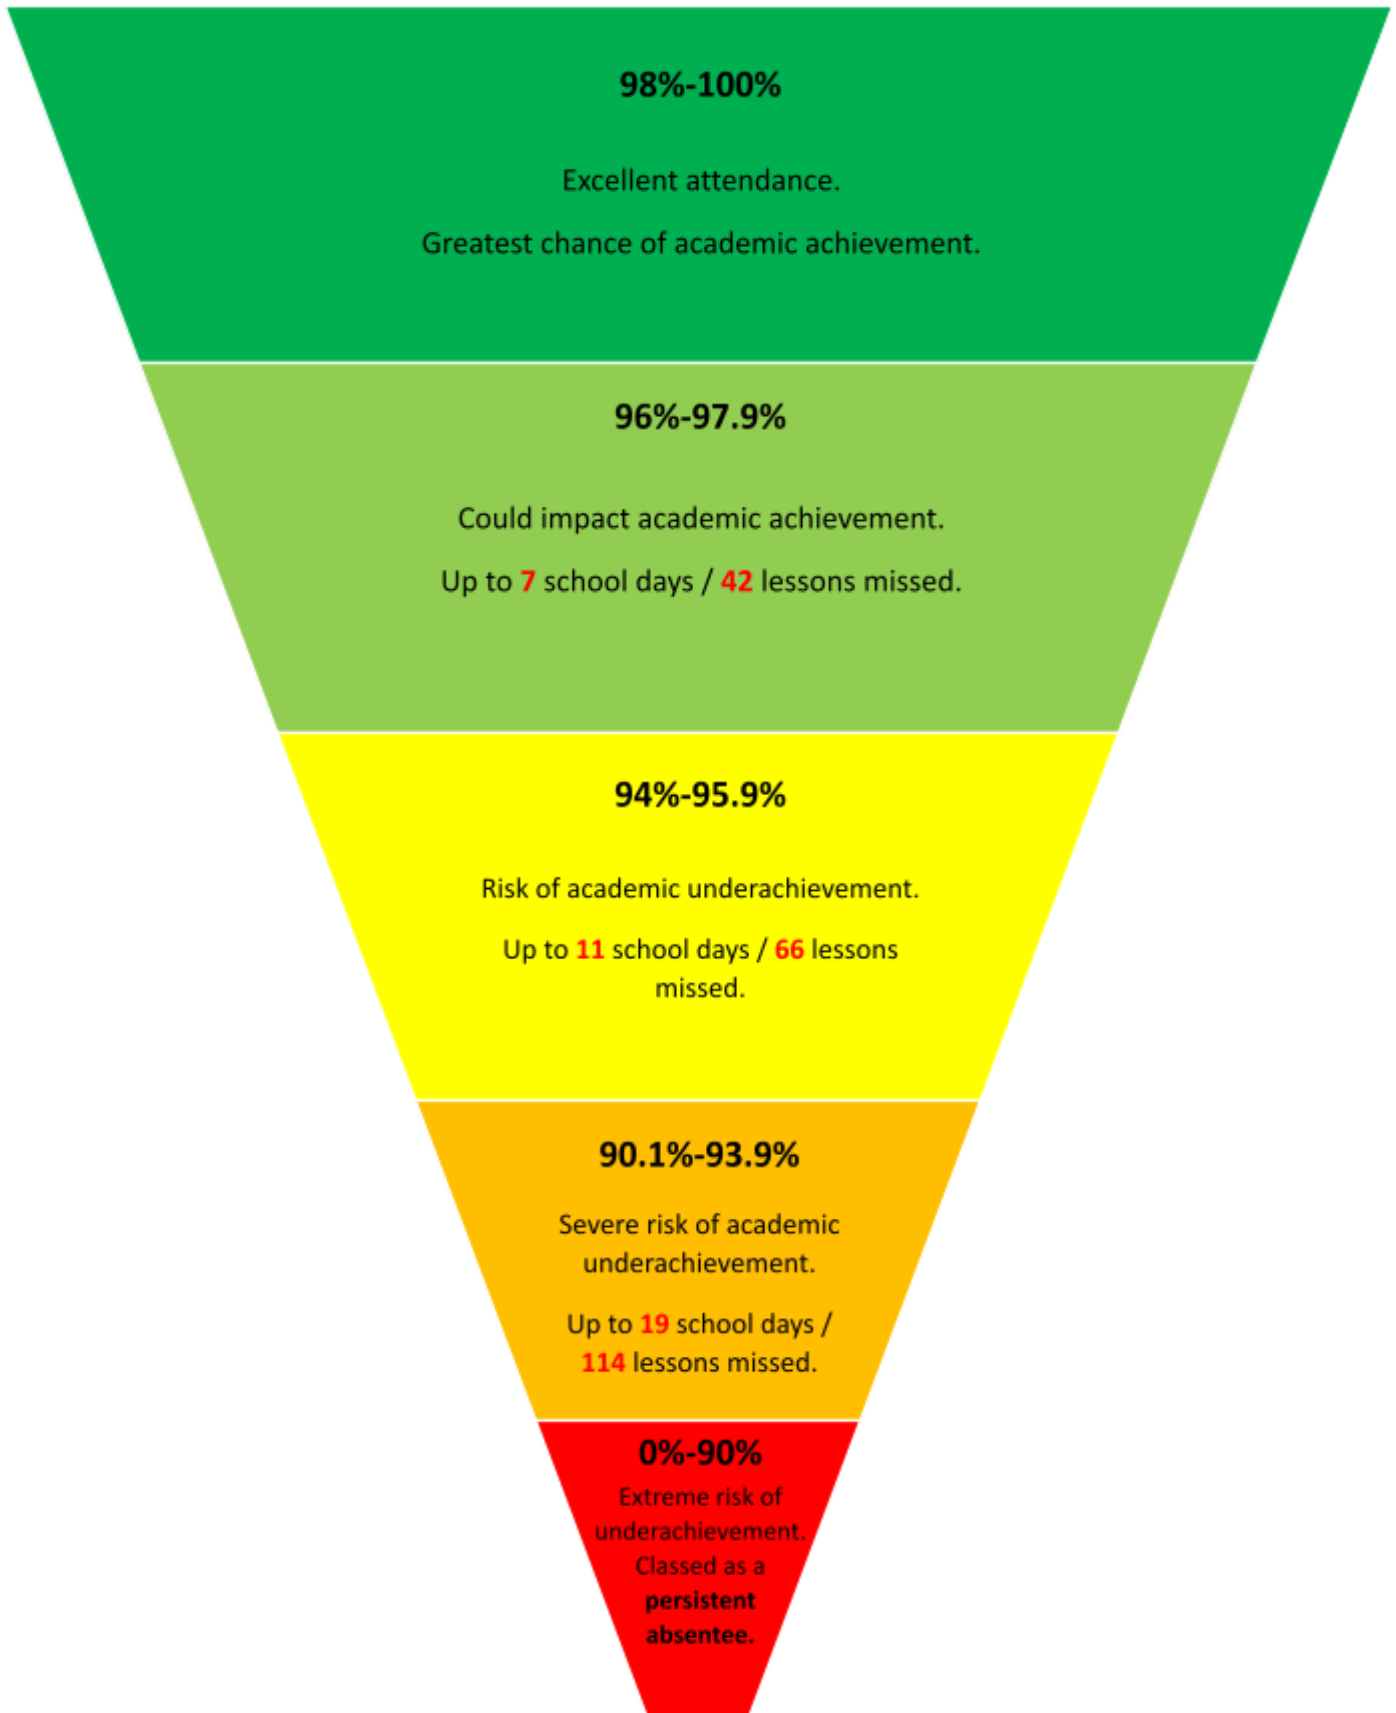 98%-100%
Excellent attendance.
Greatest chance of academic achievement.
96%-97.9%
Could impact academic achievement.
Up to 7 school days / 42 lessons missed.
94%-95.9%
Risk of academic underachievement.
Up to 11 school days / 66 lessons
missed.
90.1%-93.9%
Severe risk of academic
underachievement.
Up to 19 school days /
114 lessons missed.
0%-90%
Extreme risk of
underachievement.
Classed as a
persistent
absentee.